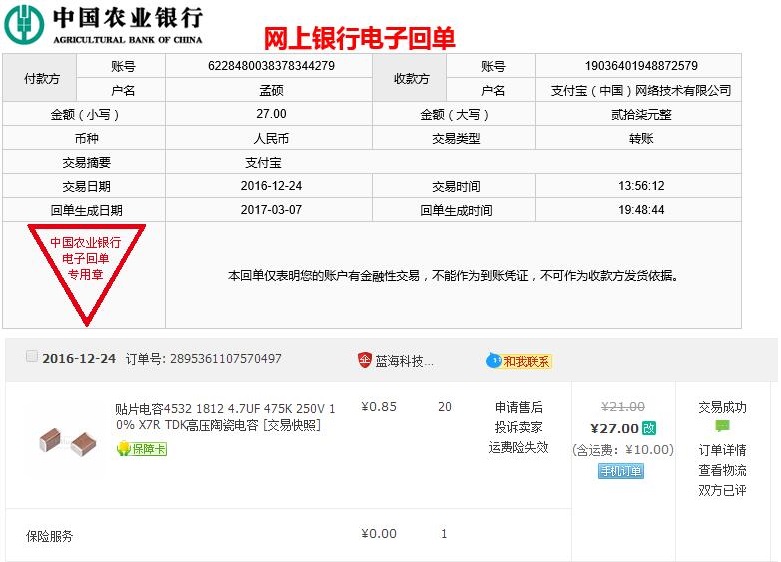 中国农业银行
AGRICULTURAL BANK OF CHINA
网上银行电子回单
付款方 账号 6228480038378344279 收款方 账号 19036401948872579
户名 孟硕 户名 支付宝（中国）网络技术有限公司
金额（小写） 27.00 金额（大写） 贰拾柒元整
币种 人民币 交易类型 转账
交易摘要 支付宝
交易日期 2016-12-24 交易时间 13:56:12
回单生成日期 2017-03-07 回单生成时间 19:48:44
中国农业银行
电子回单
专用章
本回单仅表明您的账户有金融性交易，不能作为到账凭证，不可作为收款方发货依据。
2016-12-24 订单号: 2895361107570497 企 蓝海科技... 和我联系
贴片电容4532 1812 4.7UF 475K 250V 1
0% X7R TDK高压陶瓷电容 [交易快照]
保障卡
¥0.85 20
申请售后
投诉卖家
运费险失效
¥21.00
¥27.00 改
(含运费: ¥10.00)
手机订单
交易成功
订单详情
查看物流
双方已评
保险服务 ¥0.00 1